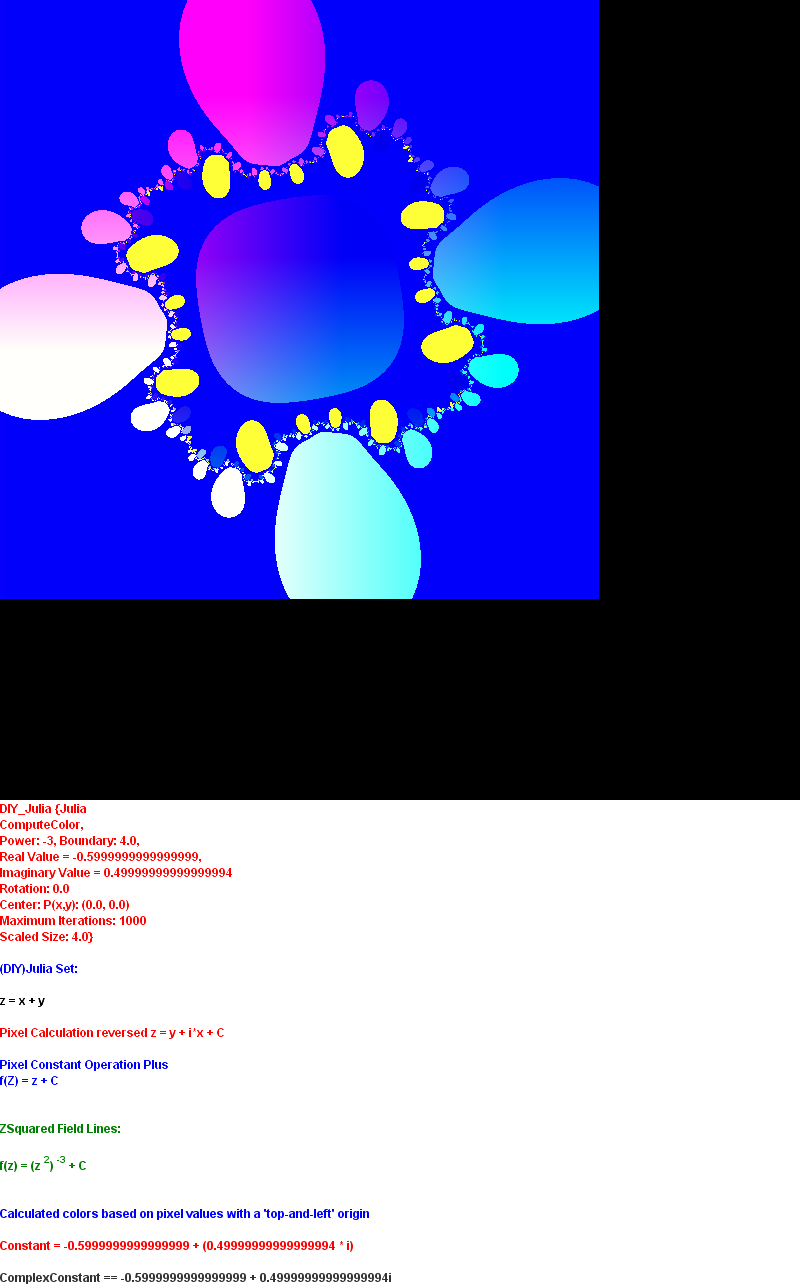 DIY_Julia {Julia
ComputeColor,
Power: -3, Boundary: 4.0,
Real Value = -0.5999999999999999,
Imaginary Value = 0.49999999999999994
Rotation: 0.0
Center: P(x,y): (0.0, 0.0)
Maximum Iterations: 1000
Scaled Size: 4.0}
(DIY)Julia Set:
z = x + y
Pixel Calculation reversed z = y + i*x + C
Pixel Constant Operation Plus
f(Z) = z + C
ZSquared Field Lines:
f(z) = (z 2) -3 + C
Calculated colors based on pixel values with a 'top-and-left' origin
Constant = -0.5999999999999999 + (0.49999999999999994 * i)
ComplexConstant == -0.5999999999999999 + 0.49999999999999994i